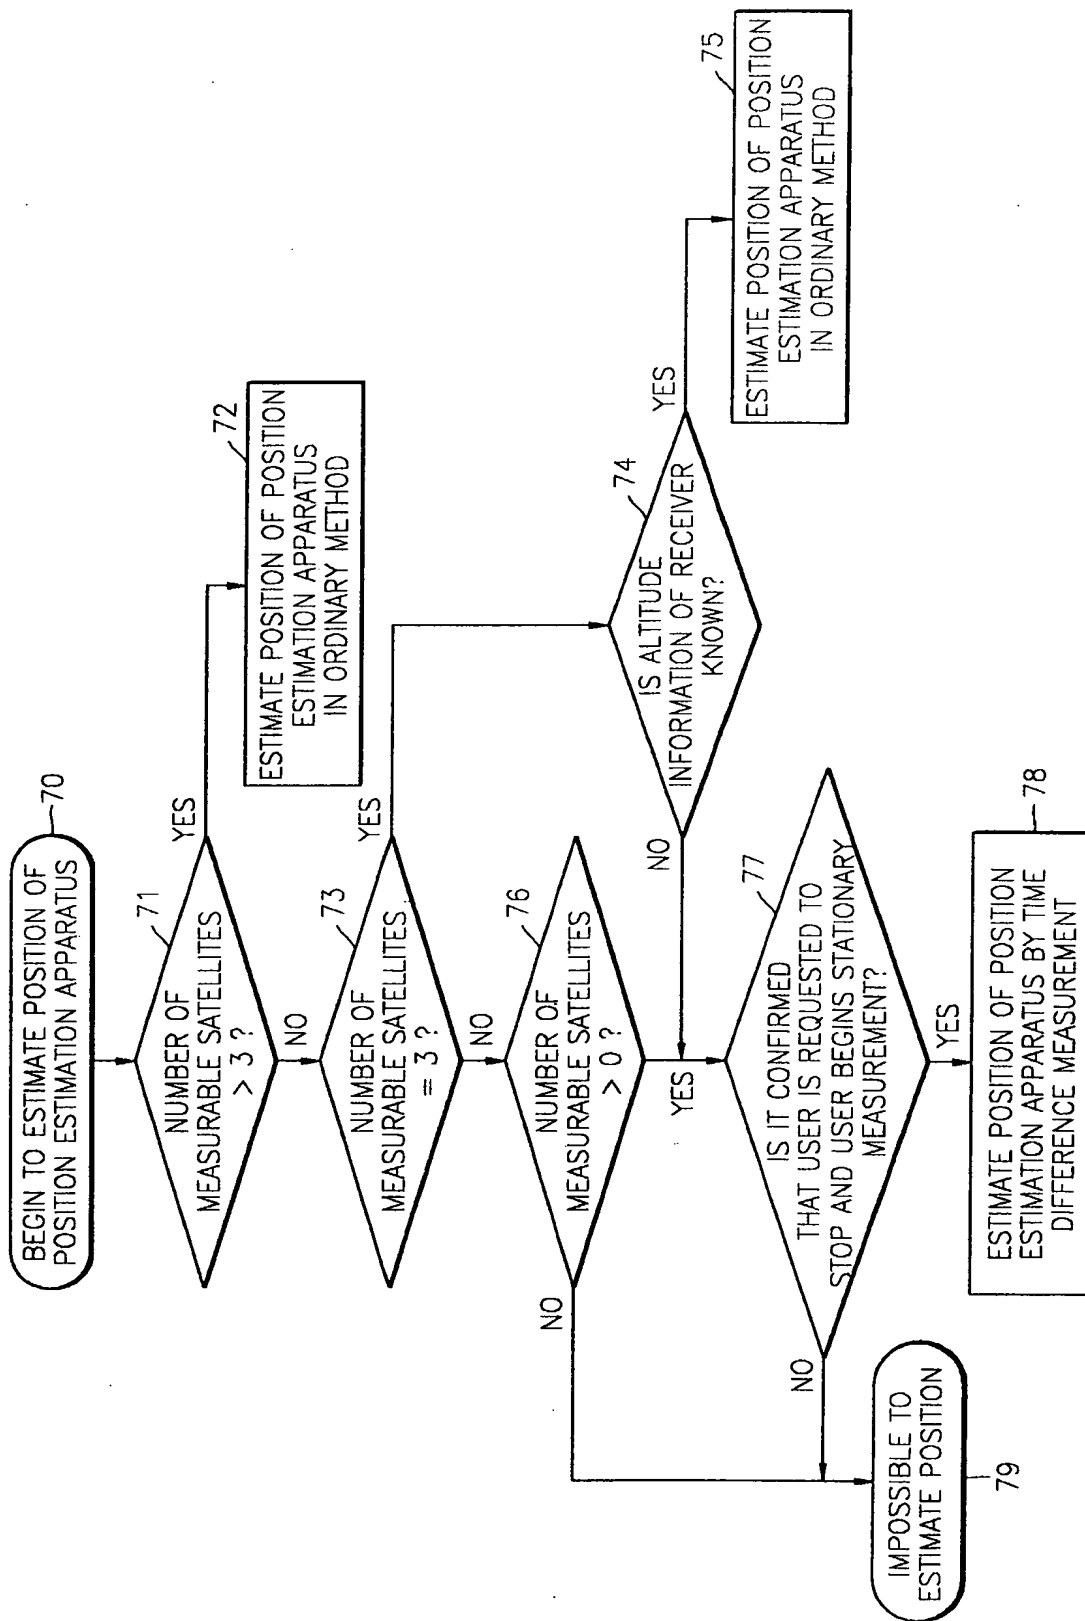 BEGIN TO ESTIMATE POSITION OF
POSITION ESTIMATION APPARATUS
70
71
NUMBER OF
MEASURABLE SATELLITES
> 3 ?
YES
72
ESTIMATE POSITION OF POSITION
ESTIMATION APPARATUS
IN ORDINARY METHOD
NO
73
NUMBER OF
MEASURABLE SATELLITES
= 3 ?
YES
74
IS ALTITUDE
INFORMATION OF RECEIVER
KNOWN?
YES
75
ESTIMATE POSITION OF POSITION
ESTIMATION APPARATUS
IN ORDINARY METHOD
NO
NO
76
NUMBER OF
MEASURABLE SATELLITES
> 0 ?
NO
YES
77
IS IT CONFIRMED
THAT USER IS REQUESTED TO
STOP AND USER BEGINS STATIONARY
MEASUREMENT?
NO
YES
78
ESTIMATE POSITION OF POSITION
ESTIMATION APPARATUS BY TIME
DIFFERENCE MEASUREMENT
IMPOSSIBLE TO
ESTIMATE POSITION
79